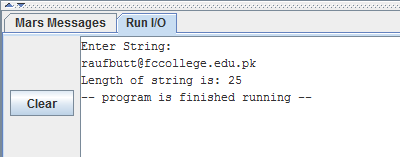 Mars Messages Run I/O
Enter String:
raufbutt@fccollege.edu.pk
Length of string is: 25
-- program is finished running --
Clear